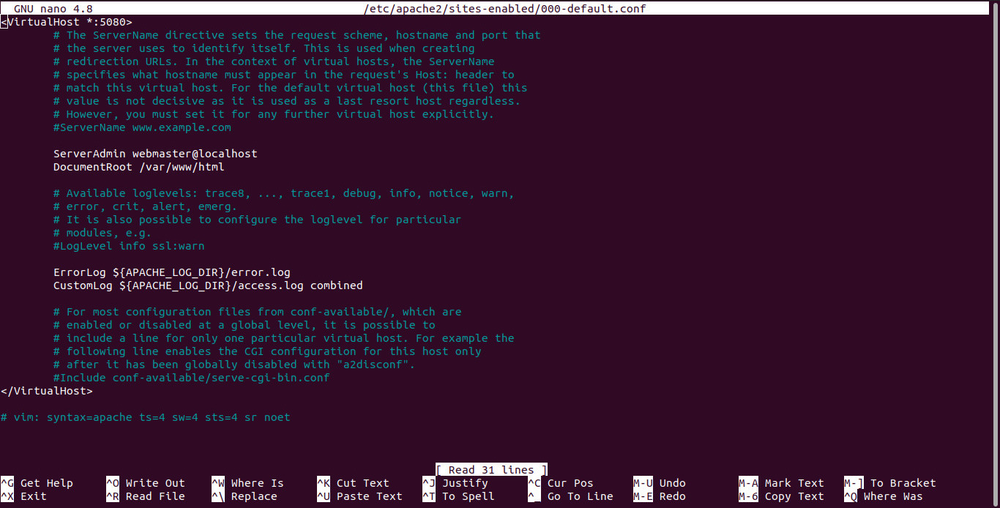 GNU nano 4.8 /etc/apache2/sites-enabled/000-default.conf
<VirtualHost *:5080>
# The ServerName directive sets the request scheme, hostname and port that
# the server uses to identify itself. This is used when creating
# redirection URLs. In the context of virtual hosts, the ServerName
# specifies what hostname must appear in the request's Host: header to
# match this virtual host. For the default virtual host (this file) this
# value is not decisive as it is used as a last resort host regardless.
# However, you must set it for any further virtual host explicitly.
#ServerName www.example.com

ServerAdmin webmaster@localhost
DocumentRoot /var/www/html

# Available loglevels: trace8, ..., trace1, debug, info, notice, warn,
# error, crit, alert, emerg.
# It is also possible to configure the loglevel for particular
# modules, e.g.
#LogLevel info ssl:warn

ErrorLog ${APACHE_LOG_DIR}/error.log
CustomLog ${APACHE_LOG_DIR}/access.log combined

# For most configuration files from conf-available/, which are
# enabled or disabled at a global level, it is possible to
# include a line for only one particular virtual host. For example the
# following line enables the CGI configuration for this host only
# after it has been globally disabled with "a2disconf".
#Include conf-available/serve-cgi-bin.conf
</VirtualHost>

# vim: syntax=apache ts=4 sw=4 sts=4 sr noet

[ Read 31 lines ]
^G Get Help ^O Write Out ^W Where Is ^K Cut Text ^J Justify ^C Cur Pos M-U Undo M-A Mark Text M-] To Bracket
^X Exit ^R Read File ^\ Replace ^U Paste Text ^T To Spell ^_ Go To Line M-E Redo M-6 Copy Text ^Q Where Was